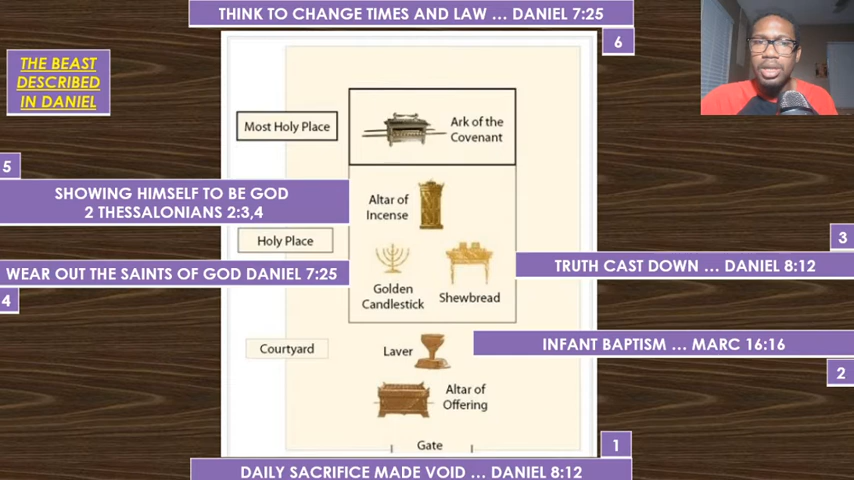 THINK TO CHANGE TIMES AND LAW ... DANIEL 7:25
6
THE BEAST
DESCRIBED
IN DANIEL
Most Holy Place
Ark of the
Covenant
5
SHOWING HIMSELF TO BE GOD
2 THESSALONIANS 2:3,4
Altar of
Incense
Holy Place
3
TRUTH CAST DOWN ... DANIEL 8:12
WEAR OUT THE SAINTS OF GOD DANIEL 7:25
4
Golden
Candlestick
Shewbread
INFANT BAPTISM ... MARC 16:16
2
Courtyard
Laver
Altar of
Offering
Gate
1
DAILY SACRIFICE MADE VOID ... DANIEL 8:12